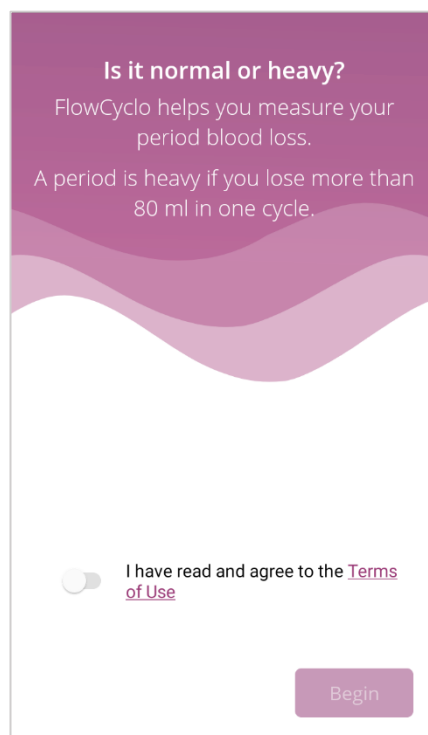 Is it normal or heavy?
FlowCyclo helps you measure your
period blood loss.
A period is heavy if you lose more than
80 ml in one cycle.
I have read and agree to the Terms
of Use
Begin